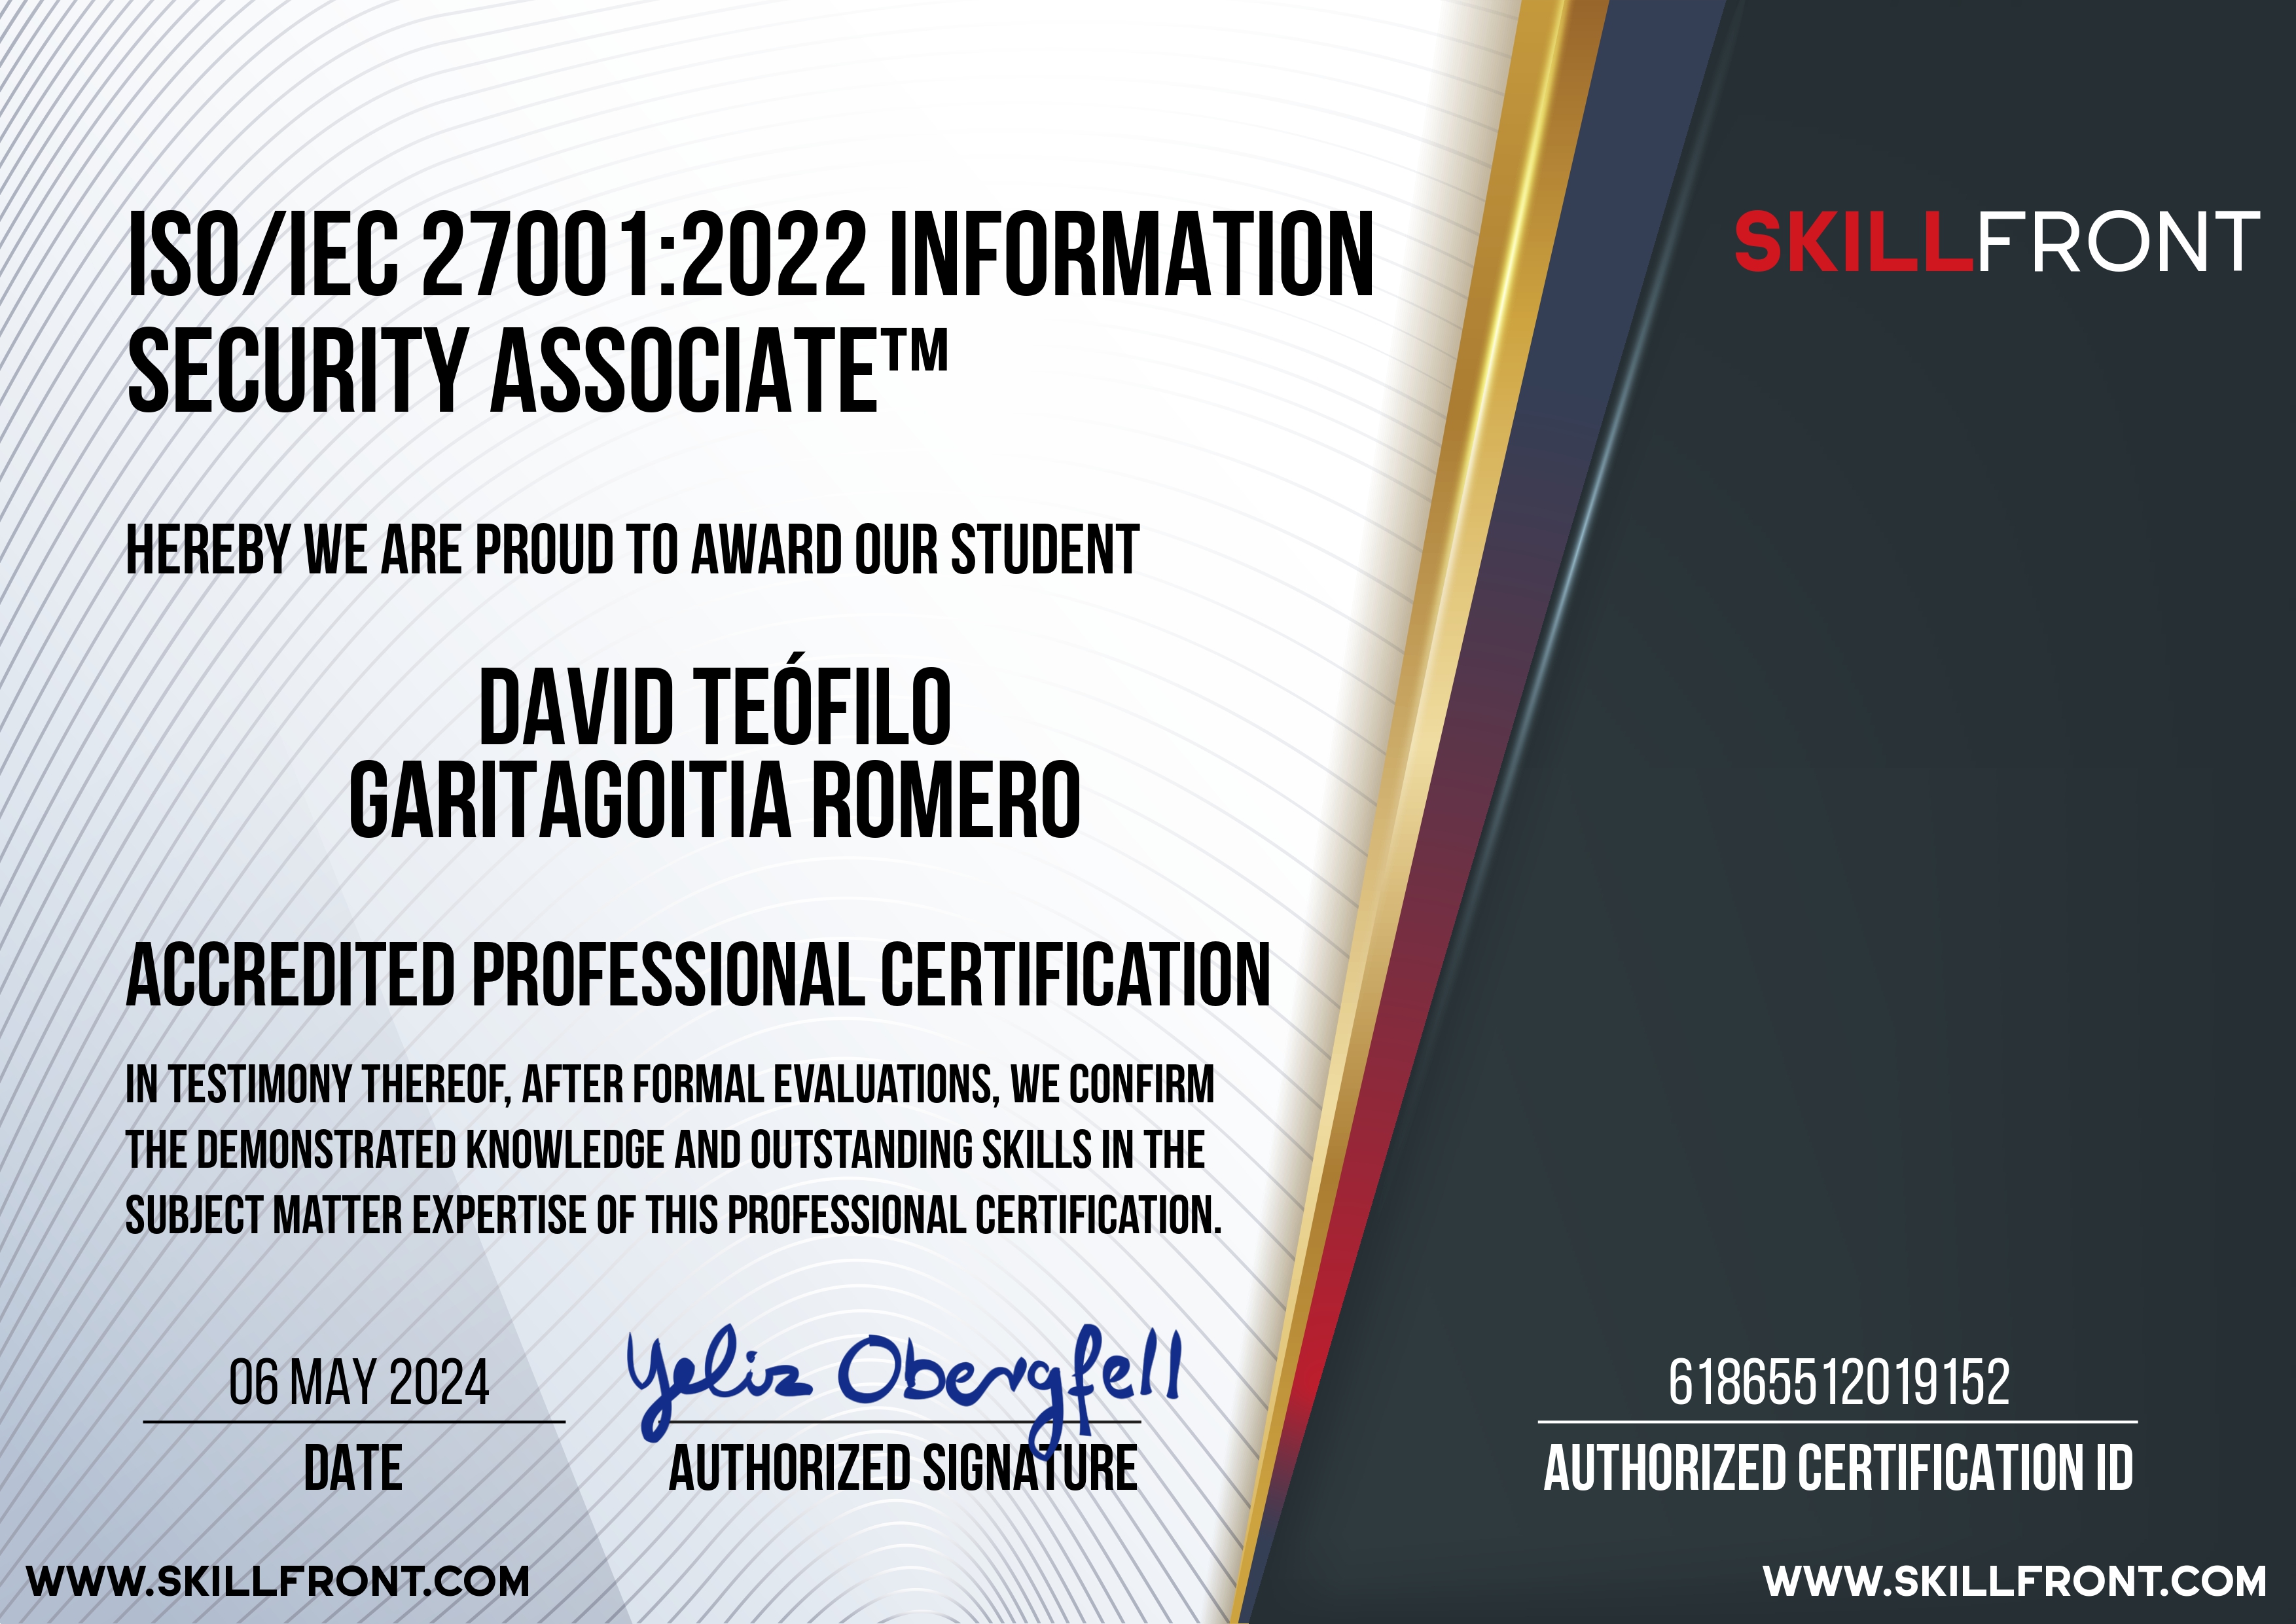 ISO/IEC 27001:2022 INFORMATION
SECURITY ASSOCIATE™
SKILLFRONT
HEREBY WE ARE PROUD TO AWARD OUR STUDENT
DAVID TEÓFILO
GARITAGOITIA ROMERO
ACCREDITED PROFESSIONAL CERTIFICATION
IN TESTIMONY THEREOF, AFTER FORMAL EVALUATIONS, WE CONFIRM
THE DEMONSTRATED KNOWLEDGE AND OUTSTANDING SKILLS IN THE
SUBJECT MATTER EXPERTISE OF THIS PROFESSIONAL CERTIFICATION.
06 MAY 2024
DATE
Yeliz Obergfell
AUTHORIZED SIGNATURE
61865512019152
AUTHORIZED CERTIFICATION ID
WWW.SKILLFRONT.COM
WWW.SKILLFRONT.COM